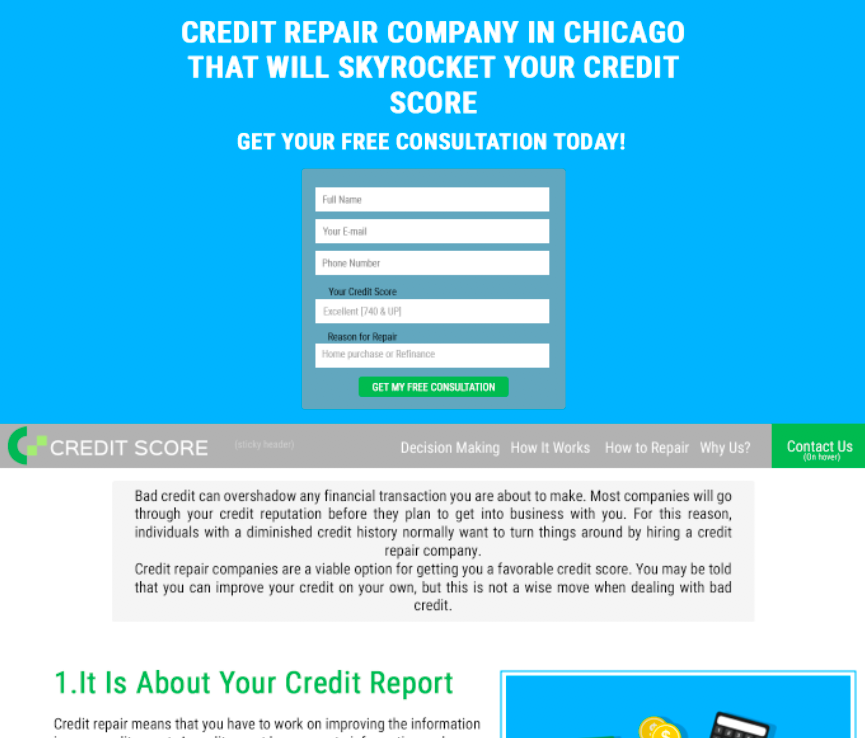 CREDIT REPAIR COMPANY IN CHICAGO
THAT WILL SKYROCKET YOUR CREDIT
SCORE
GET YOUR FREE CONSULTATION TODAY!
Full Name
Your E-mail
Phone Number
Your Credit Score
Excellent [740 & UP]
Reason for Repair
Home purchase or Refinance
GET MY FREE CONSULTATION
CREDIT SCORE (sticky header) Decision Making How It Works How to Repair Why Us? Contact Us
(On hover)
Bad credit can overshadow any financial transaction you are about to make. Most companies will go
through your credit reputation before they plan to get into business with you. For this reason,
individuals with a diminished credit history normally want to turn things around by hiring a credit
repair company.
Credit repair companies are a viable option for getting you a favorable credit score. You may be told
that you can improve your credit on your own, but this is not a wise move when dealing with bad
credit.
1.It Is About Your Credit Report
Credit repair means that you have to work on improving the information